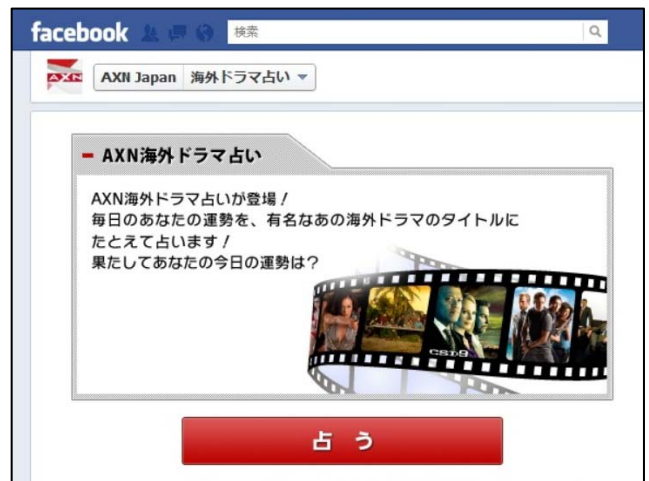 facebook
検索
AXN
AXN Japan 海外ドラマ占い
AXN海外ドラマ占い
AXN海外ドラマ占いが登場！
毎日のあなたの運勢を、有名なあの海外ドラマのタイトルに
たとえて占います！
果たしてあなたの今日の運勢は？
CSI:9
占 う